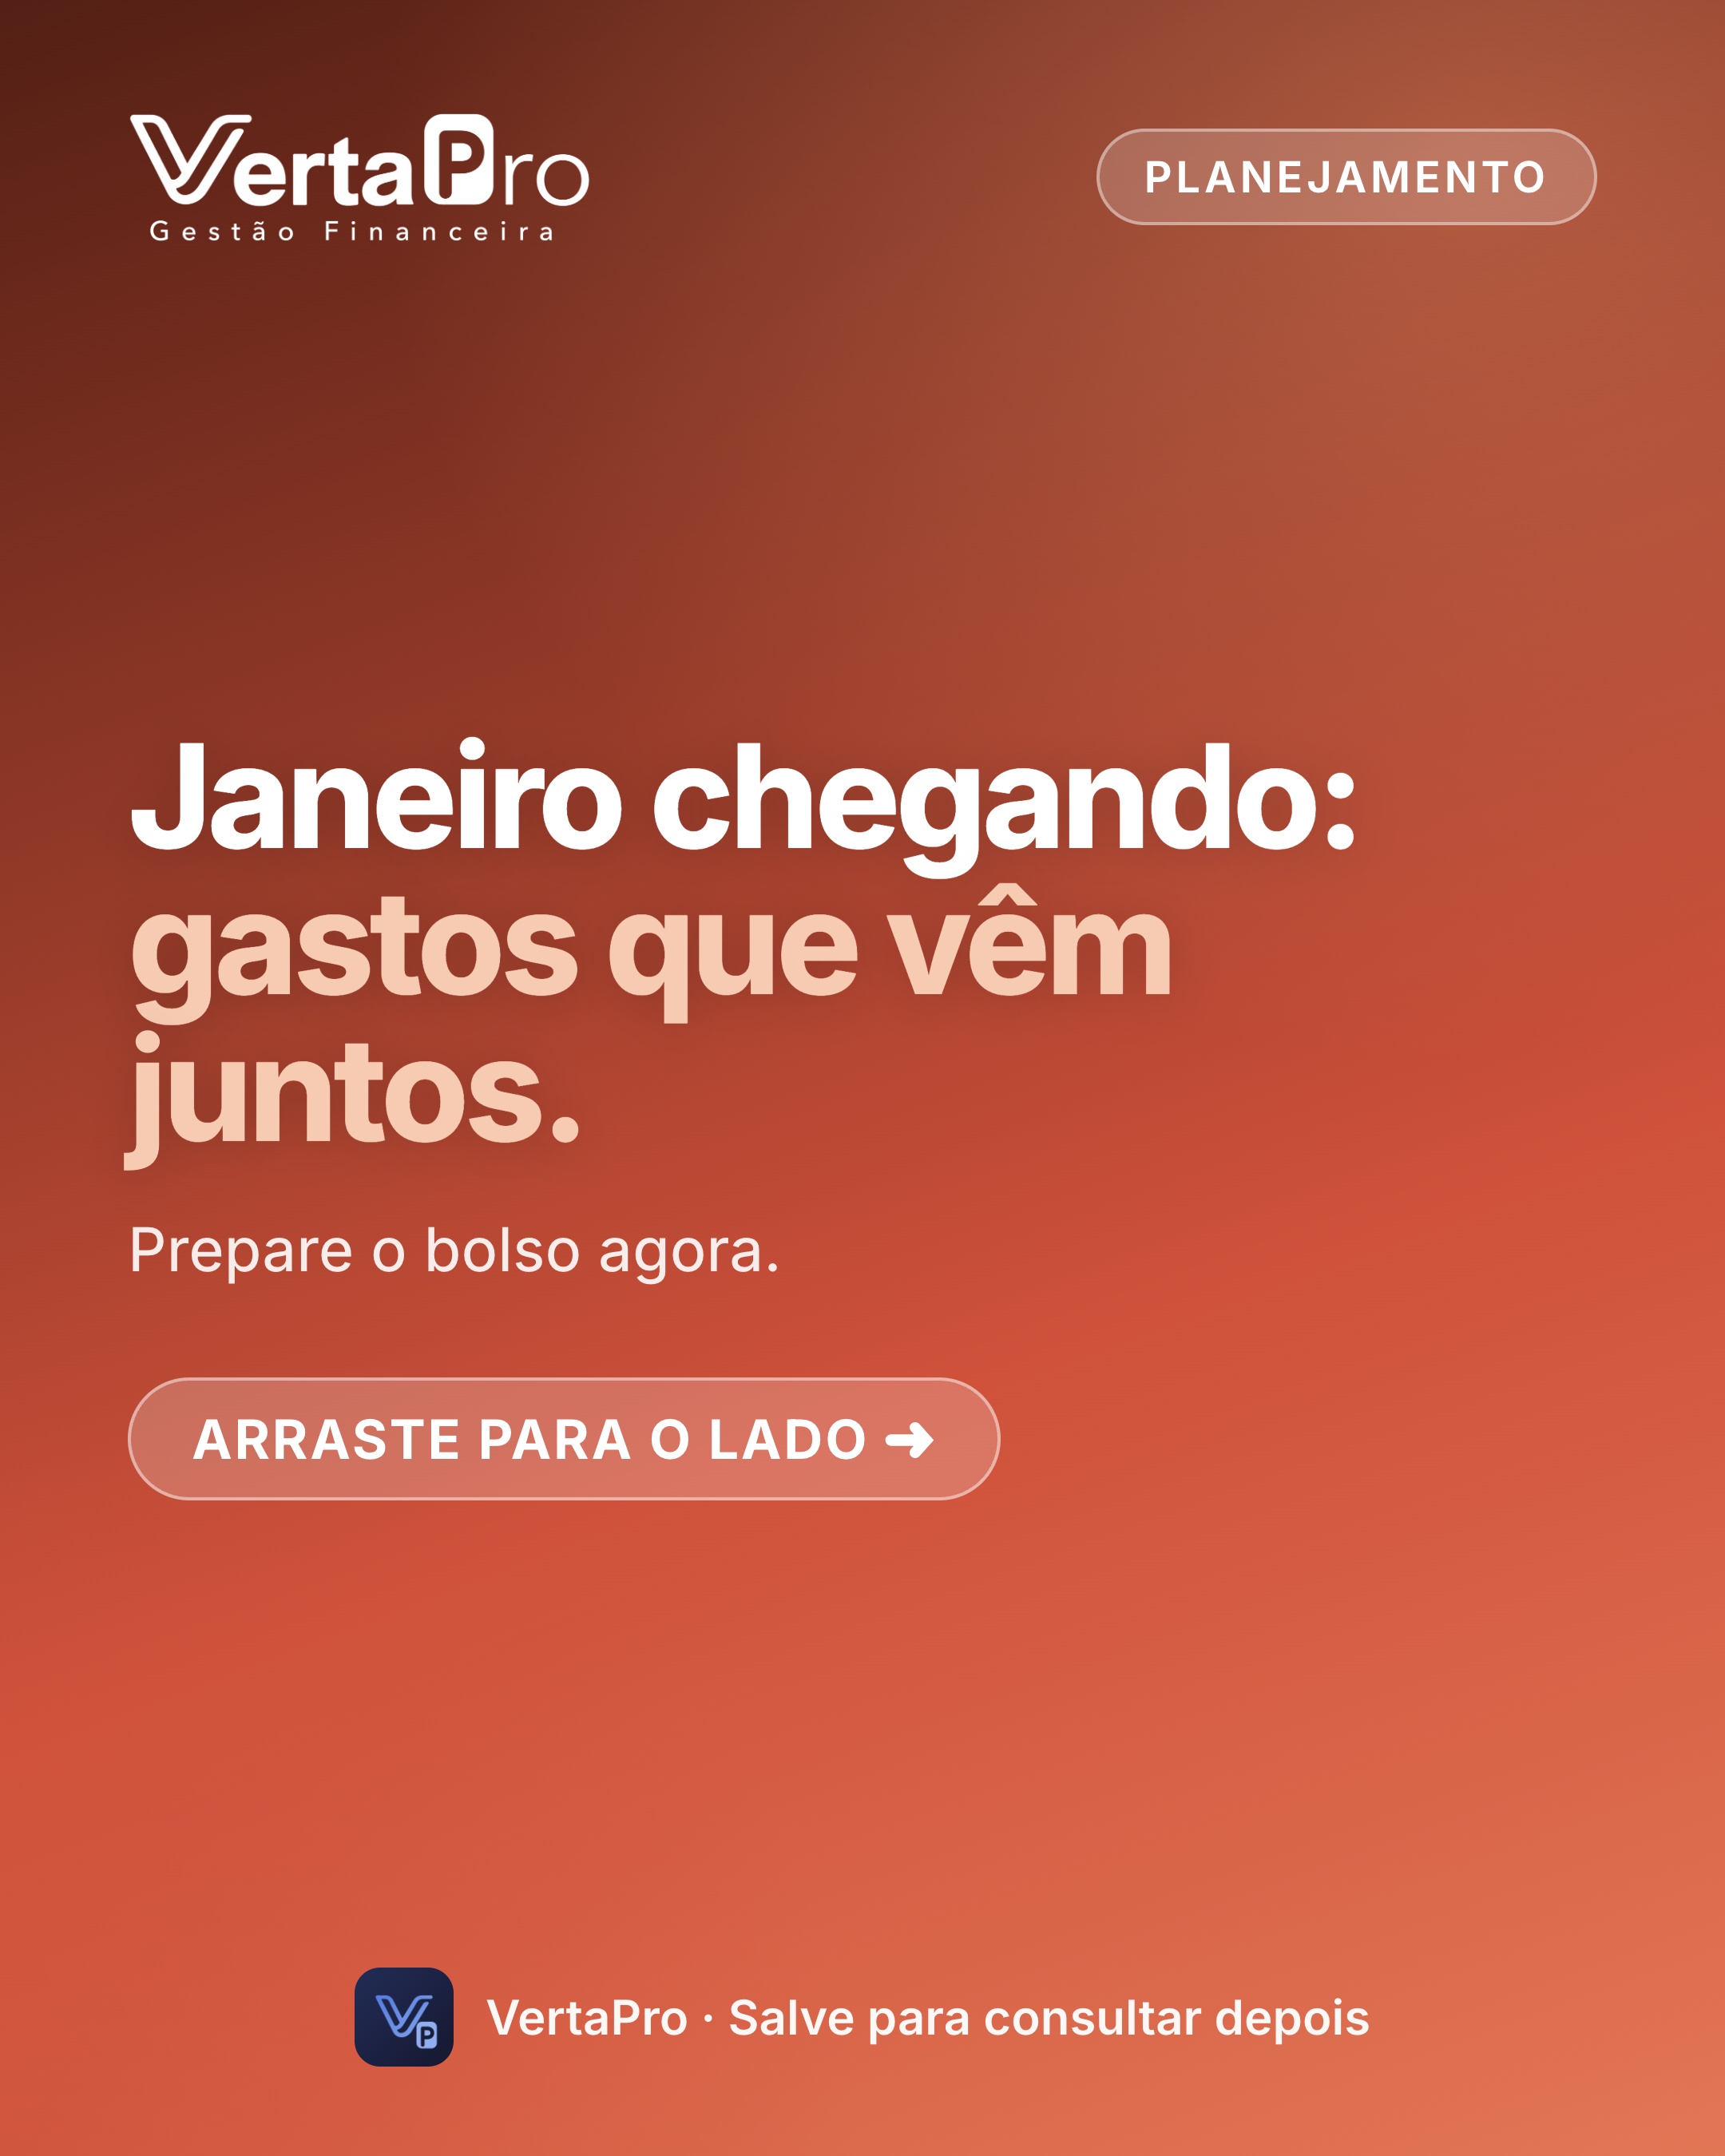 VertaPro
Gestão Financeira
PLANEJAMENTO
Janeiro chegando:
gastos que vêm
juntos.
Prepare o bolso agora.
ARRASTE PARA O LADO ➜
VP
VertaPro · Salve para consultar depois